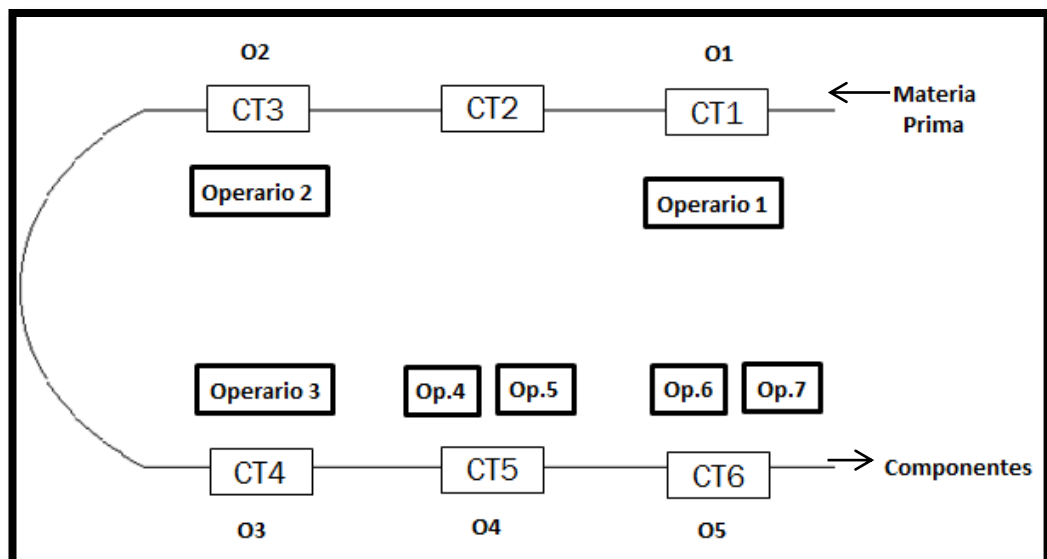 O2
O1
CT3
CT2
CT1
Materia
Prima
Operario 2
Operario 1
Operario 3
Op.4
Op.5
Op.6
Op.7
CT4
CT5
CT6
Componentes
O3
O4
O5